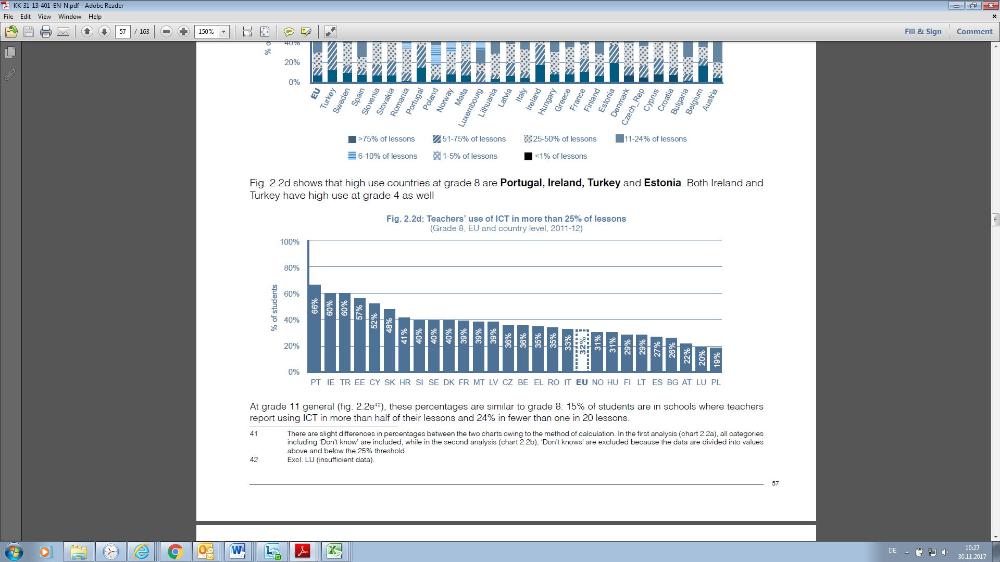 KK-31-13-401-EN-N.pdf - Adobe Reader
File Edit View Window Help
57 / 163 150% Fill & Sign Comment
40%
20%
0%
EU Turkey Sweden Spain Slovenia Slovakia Romania Portugal Poland Norway Malta Luxembourg Lithuania Latvia Italy Ireland Hungary Greece France Finland Estonia Denmark Czech_Rep Cyprus Croatia Bulgaria Belgium Austria
>75% of lessons 51-75% of lessons 25-50% of lessons 11-24% of lessons
6-10% of lessons 1-5% of lessons <1% of lessons
Fig. 2.2d shows that high use countries at grade 8 are Portugal, Ireland, Turkey and Estonia. Both Ireland and
Turkey have high use at grade 4 as well
Fig. 2.2d: Teachers’ use of ICT in more than 25% of lessons
(Grade 8, EU and country level, 2011-12)
% of students
100%
80%
60%
40%
20%
0%
66% 60% 60% 57% 52% 48% 41% 40% 40% 40% 39% 39% 39% 36% 36% 35% 35% 33% 32% 31% 31% 29% 29% 27% 26% 22% 20% 19%
PT IE TR EE CY SK HR SI SE DK FR MT LV CZ BE EL RO IT EU NO HU FI LT ES BG AT LU PL
At grade 11 general (fig. 2.2e42), these percentages are similar to grade 8: 15% of students are in schools where teachers
report using ICT in more than half of their lessons and 24% in fewer than one in 20 lessons.
41 There are slight differences in percentages between the two charts owing to the method of calculation. In the first analysis (chart 2.2a), all categories
including ‘Don’t know’ are included, while in the second analysis (chart 2.2b), ‘Don’t knows’ are excluded because the data are divided into values
above and below the 25% threshold.
42 Excl. LU (insufficient data).
57
DE
10:27
30.11.2017